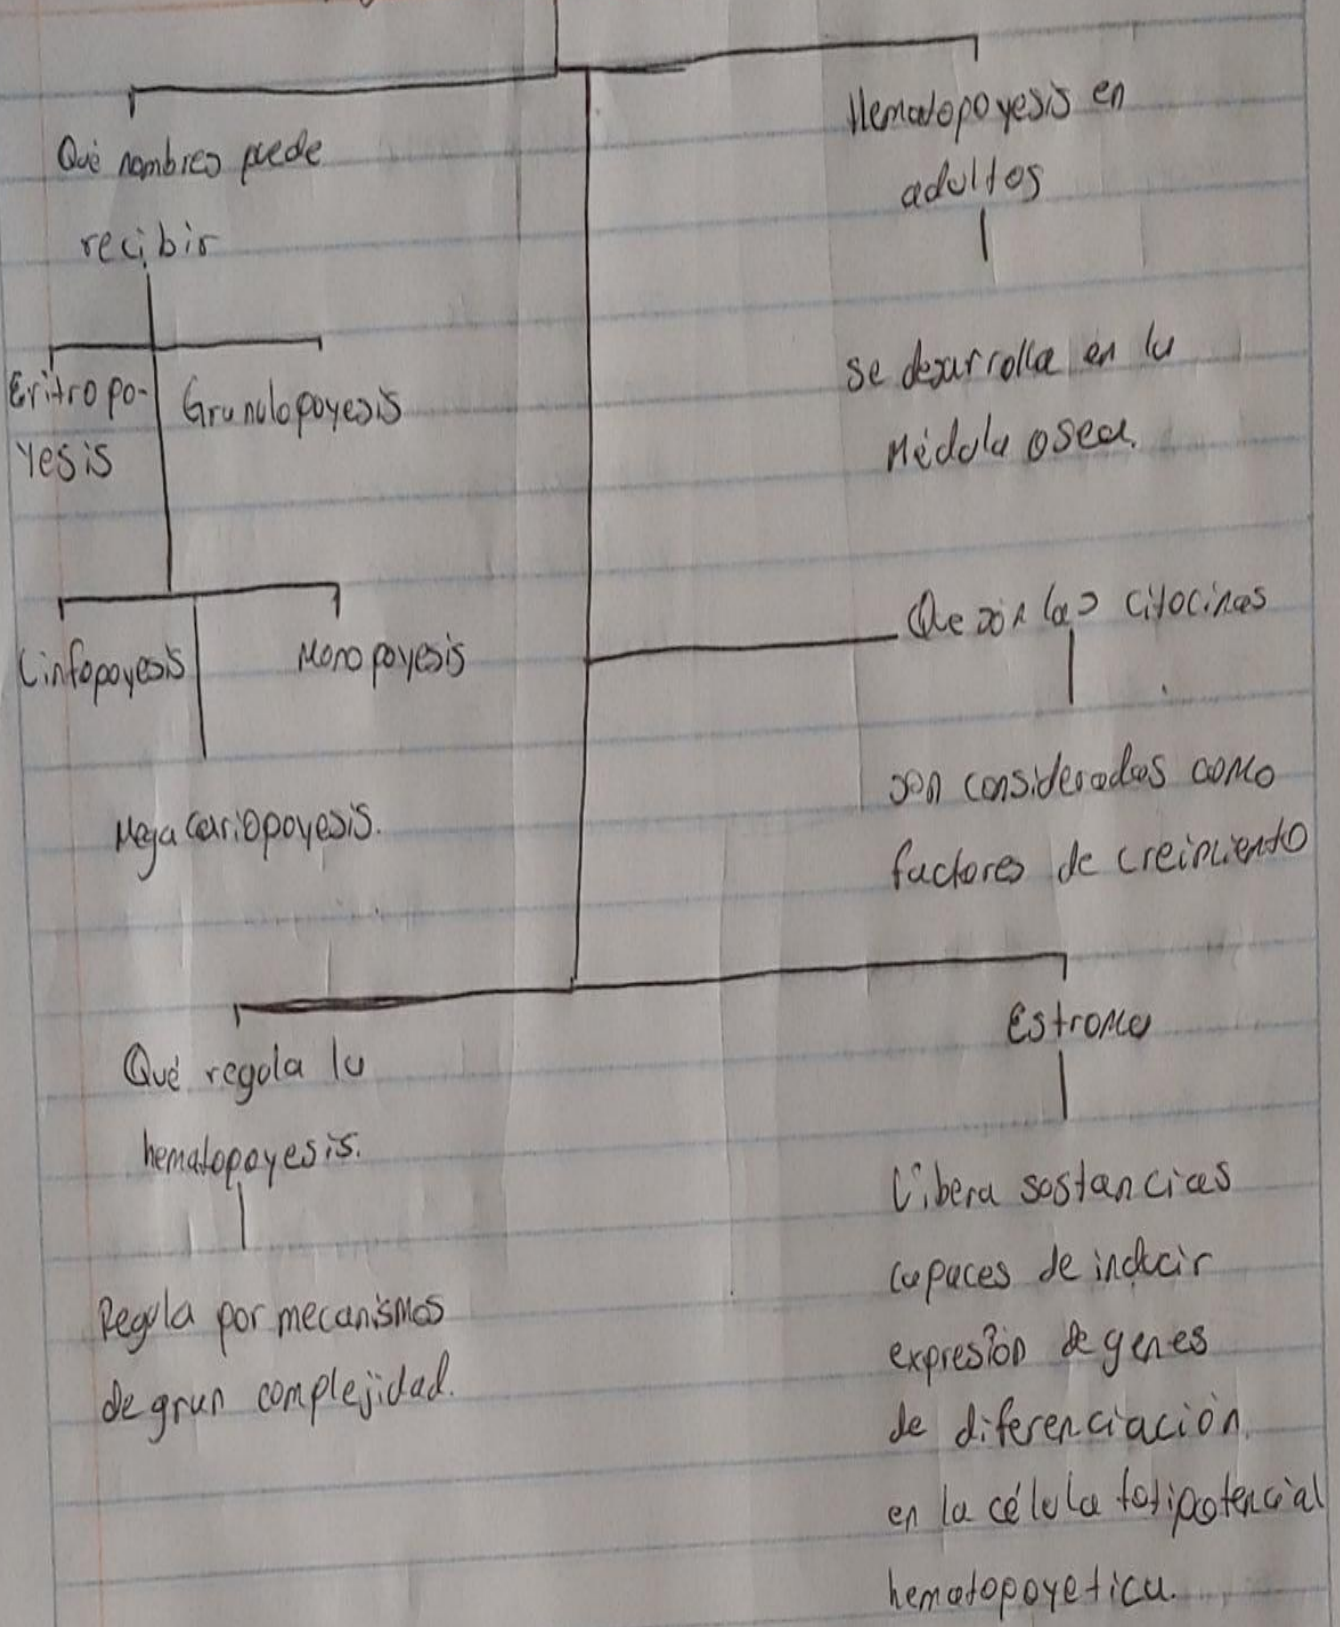 Qué nombres puede
recibir
Eritropo-
yesis
Granulopoyesis
Linfopoyesis
Monopoyesis
Megacariopoyesis.
Hematopoyesis en
adultos
se desarrolla en la
Médula osea.
Que son las citocinas
son consideradas como
factores de creimiento
Qué regula la
hematopoyesis.
Regula por mecanismos
de gran complejidad.
Estroma
Libera sustancias
capaces de inducir
expresión de genes
de diferenciación
en la célula totipotencial
hematopoyetica.